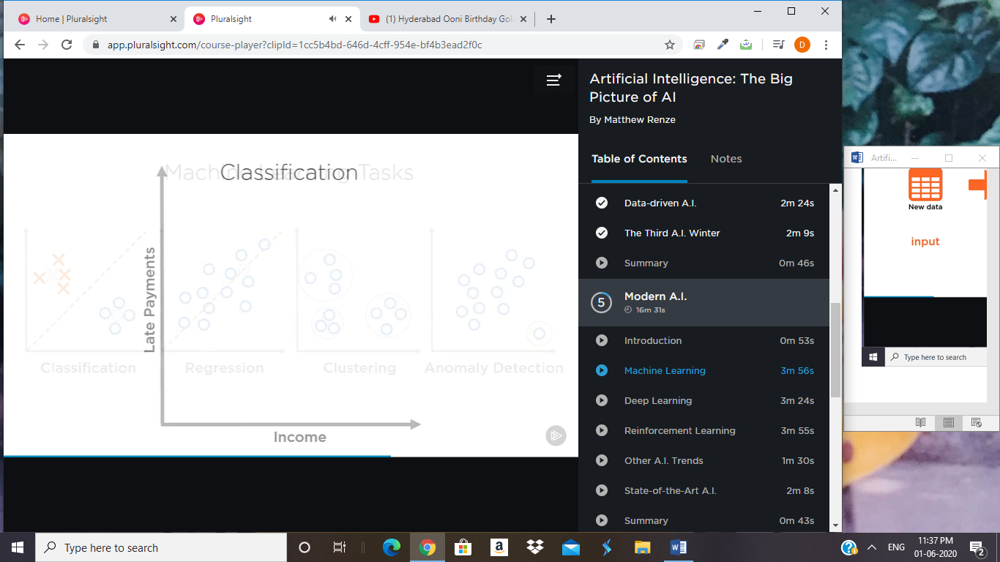 Home | Pluralsight
Pluralsight
(1) Hyderabad Ooni Birthday Gol
app.pluralsight.com/course-player?clipId=1cc5b4bd-646d-4cff-954e-bf4b3ead2f0c
D
Machine Learning Tasks
Classification
Late Payments
Income
Classification
Regression
Clustering
Anomaly Detection
Artificial Intelligence: The Big
Picture of AI
By Matthew Renze
Table of Contents
Notes
Data-driven A.I. 2m 24s
The Third A.I. Winter 2m 9s
Summary 0m 46s
5
Modern A.I.
16m 31s
Introduction 0m 53s
Machine Learning 3m 56s
Deep Learning 3m 24s
Reinforcement Learning 3m 55s
Other A.I. Trends 1m 30s
State-of-the-Art A.I. 2m 8s
Summary 0m 43s
Artifi...
New data
input
Type here to search
Type here to search
ENG
11:37 PM
01-06-2020
2